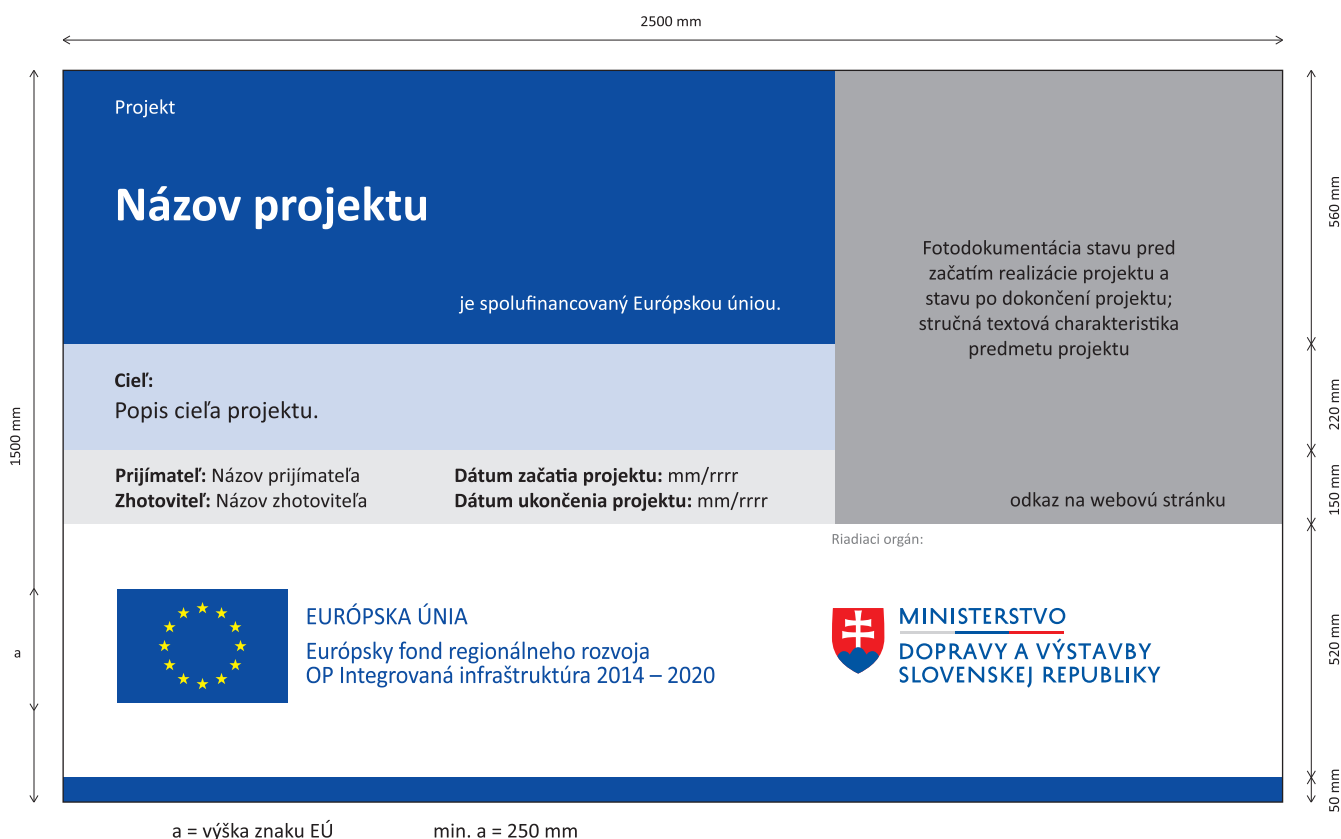 2500 mm
Projekt
Názov projektu
je spolufinancovaný Európskou úniou.
Fotodokumentácia stavu pred
začatím realizácie projektu a
stavu po dokončení projektu;
stručná textová charakteristika
predmetu projektu
560 mm
Cieľ:
Popis cieľa projektu.
220 mm
1500 mm
Prijímateľ: Názov prijímateľa
Zhotoviteľ: Názov zhotoviteľa
Dátum začatia projektu: mm/rrrr
Dátum ukončenia projektu: mm/rrrr
odkaz na webovú stránku
150 mm
Riadiaci orgán:
a
EURÓPSKA ÚNIA
Európsky fond regionálneho rozvoja
OP Integrovaná infraštruktúra 2014 – 2020
MINISTERSTVO
DOPRAVY A VÝSTAVBY
SLOVENSKEJ REPUBLIKY
520 mm
50 mm
a = výška znaku EÚ
min. a = 250 mm